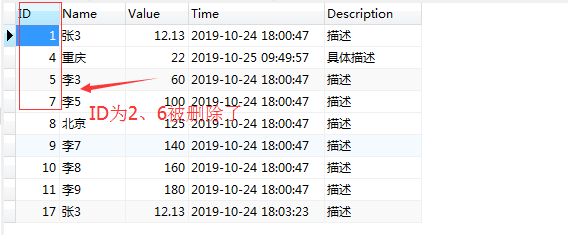 ID Name Value Time Description
1 张3 12.13 2019-10-24 18:00:47 描述
4 重庆 22 2019-10-25 09:49:57 具体描述
5 李3 60 2019-10-24 18:00:47 描述
7 李5 100 2019-10-24 18:00:47 描述
ID为2、6被删除了
8 北京 125 2019-10-24 18:00:47 描述
9 李7 140 2019-10-24 18:00:47 描述
10 李8 160 2019-10-24 18:00:47 描述
11 李9 180 2019-10-24 18:00:47 描述
17 张3 12.13 2019-10-24 18:03:23 描述